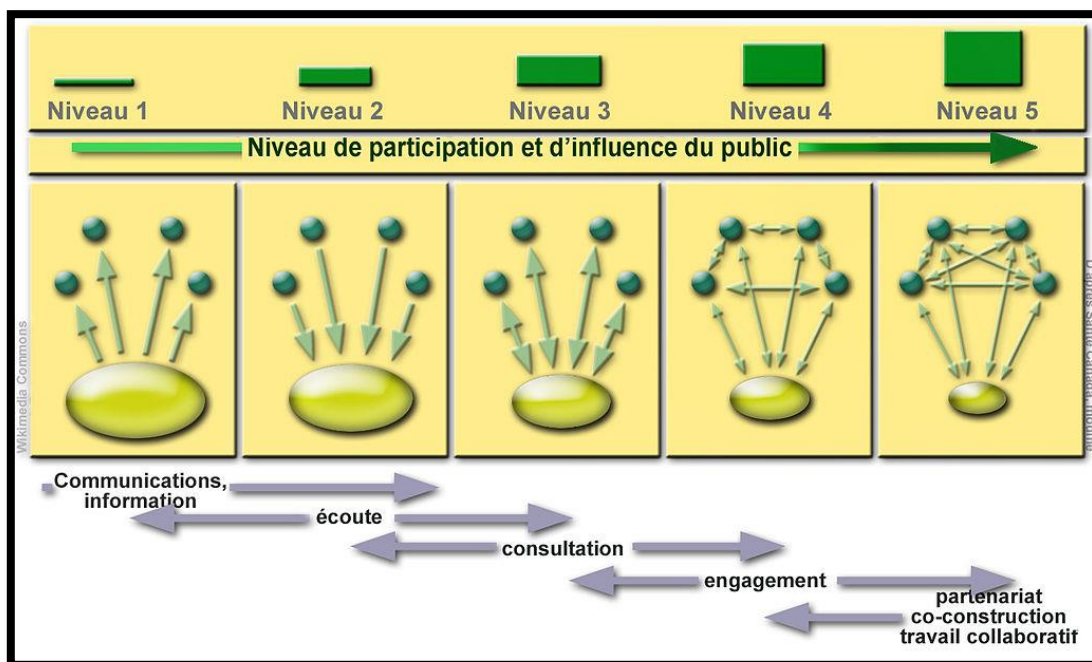 Niveau 1
Niveau 2
Niveau 3
Niveau 4
Niveau 5
Niveau de participation et d'influence du public
Wikimedia Commons
Communications,
information
écoute
consultation
engagement
partenariat
co-construction
travail collaboratif